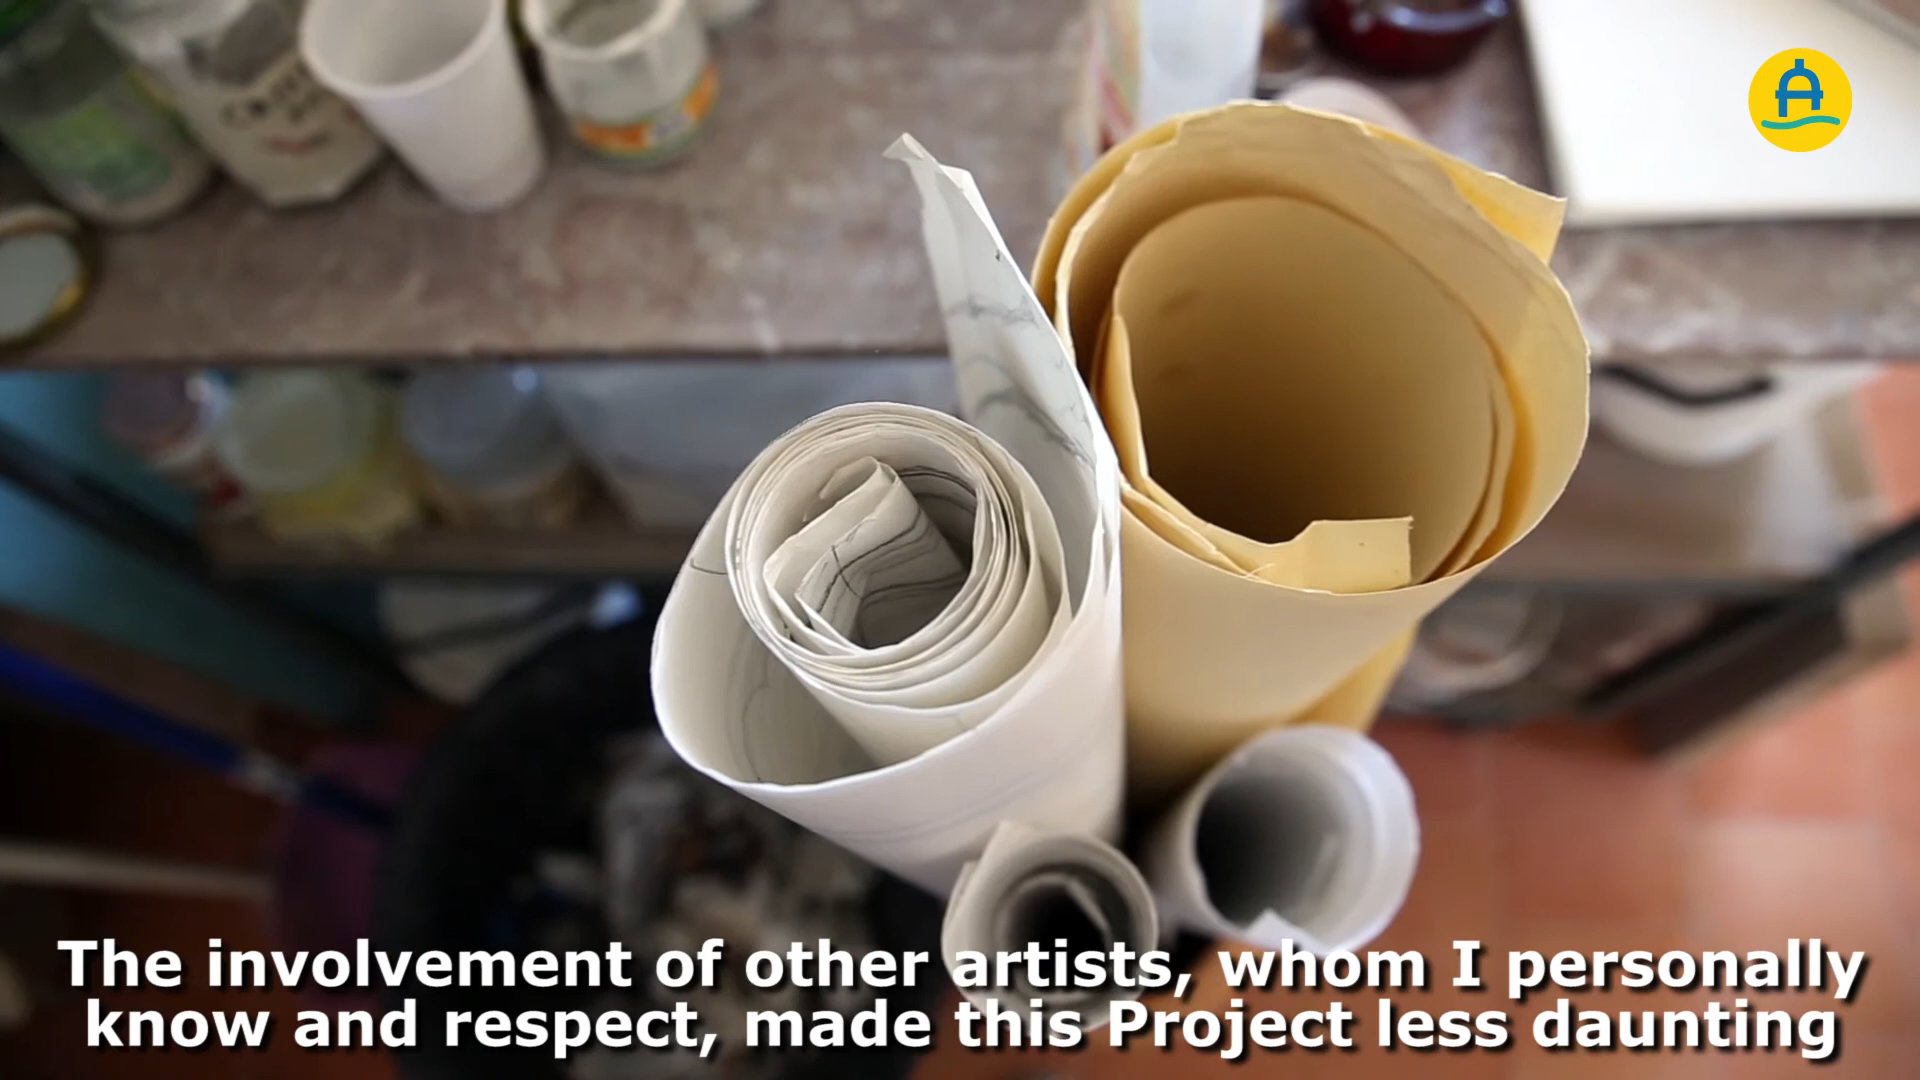 The involvement of other artists, whom I personally
know and respect, made this Project less daunting